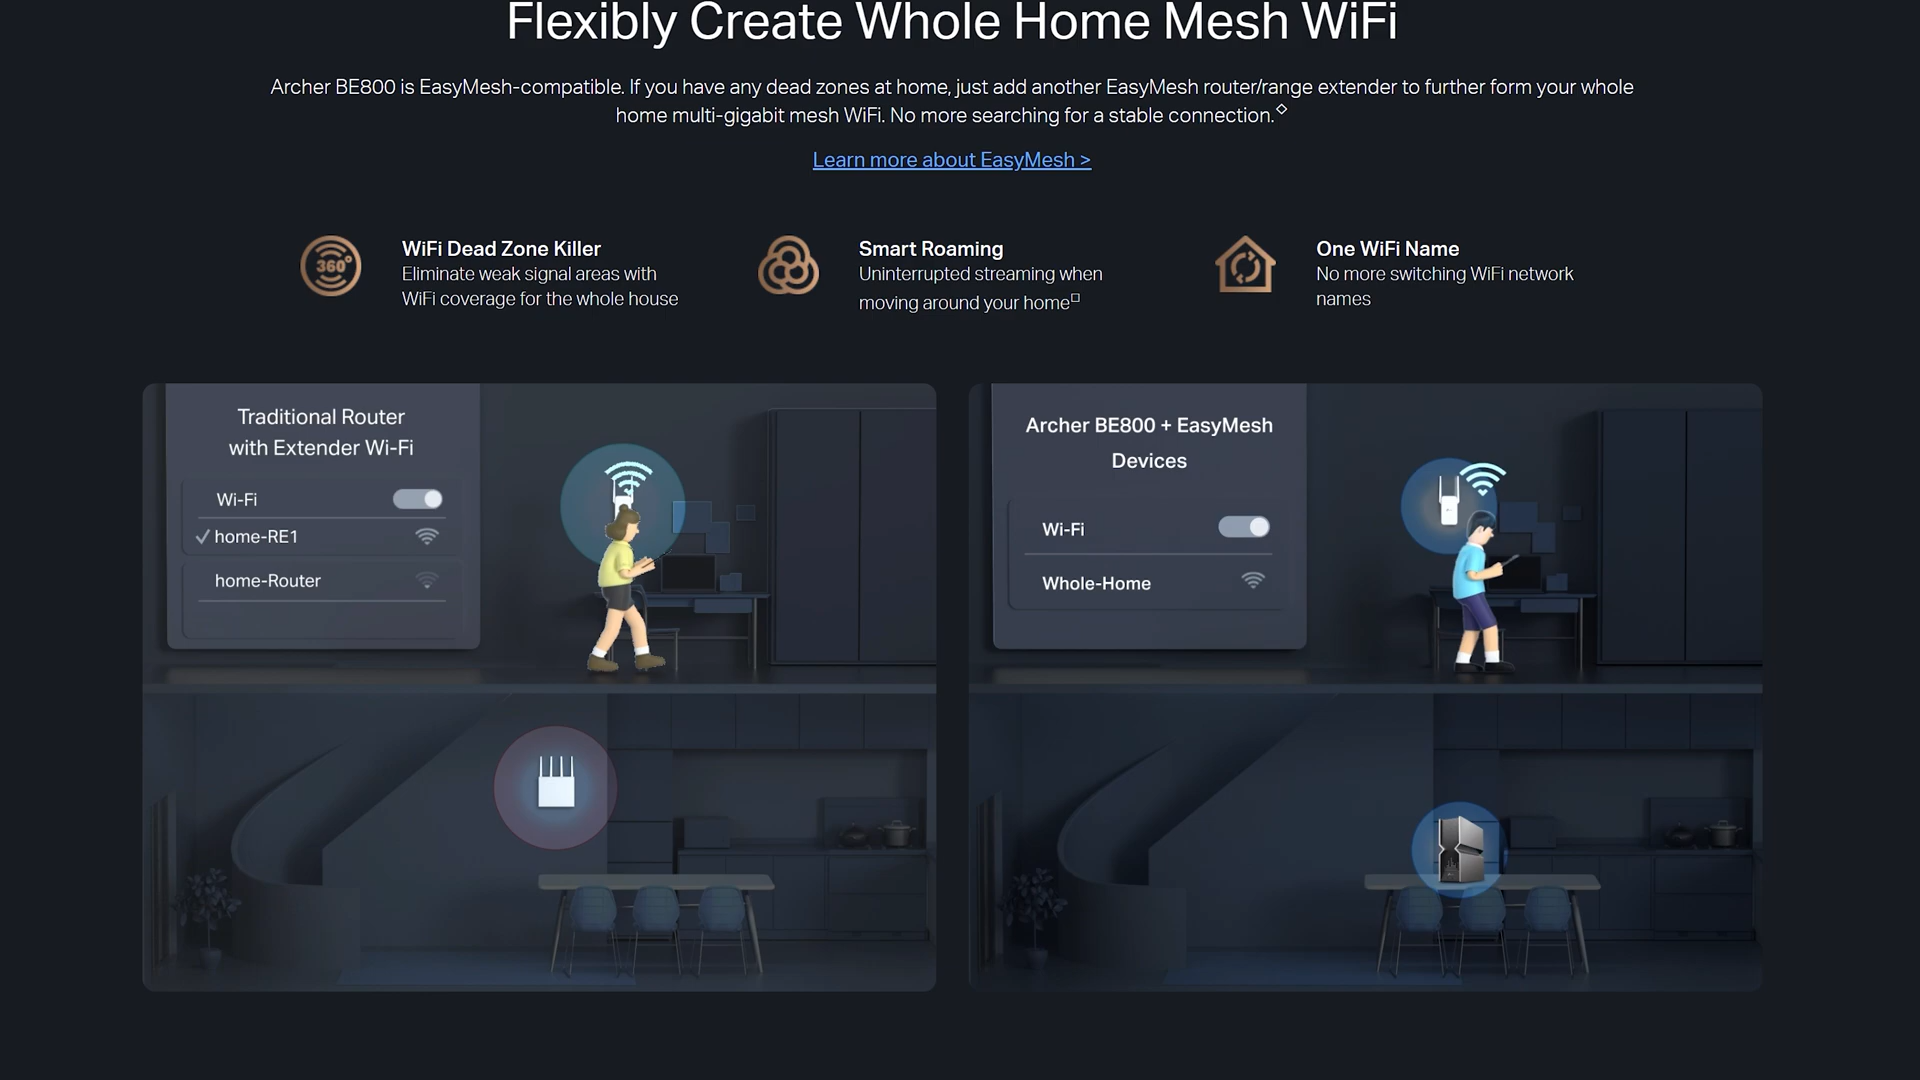 Flexibly Create Whole Home Mesh WiFi
Archer BE800 is EasyMesh-compatible. If you have any dead zones at home, just add another EasyMesh router/range extender to further form your whole
home multi-gigabit mesh WiFi. No more searching for a stable connection.◇
Learn more about EasyMesh >
360°
WiFi Dead Zone Killer
Eliminate weak signal areas with
WiFi coverage for the whole house
Smart Roaming
Uninterrupted streaming when
moving around your home□
One WiFi Name
No more switching WiFi network
names
Traditional Router
with Extender Wi-Fi
Wi-Fi
home-RE1
home-Router
Archer BE800 + EasyMesh
Devices
Wi-Fi
Whole-Home